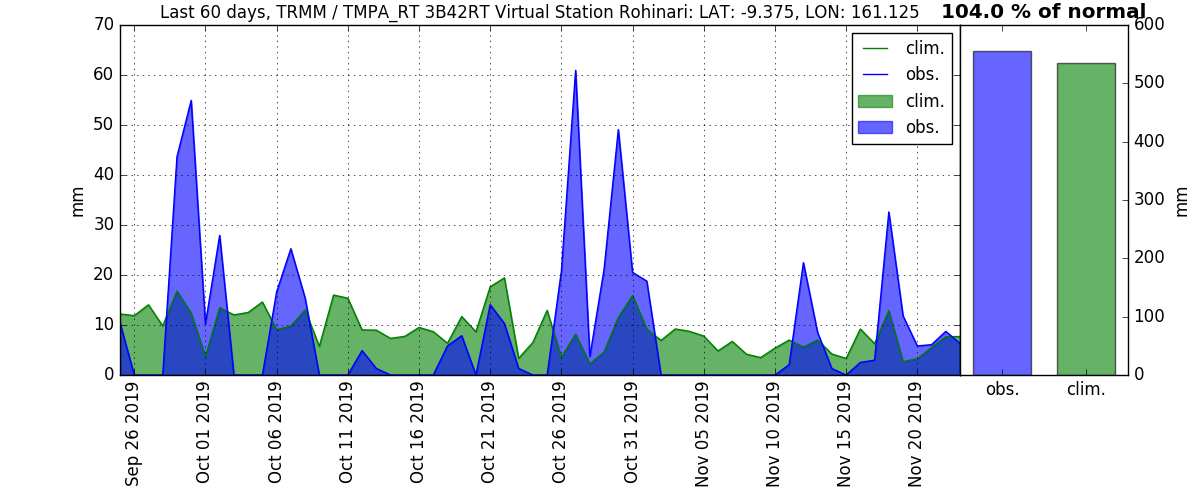 Last 60 days, TRMM / TMPA_RT 3B42RT Virtual Station Rohinari: LAT: -9.375, LON: 161.125
104.0 % of normal
70
60
50
40
30
20
10
0
mm
clim.
obs.
clim.
obs.
600
500
400
300
200
100
0
mm
Sep 26 2019
Oct 01 2019
Oct 06 2019
Oct 11 2019
Oct 16 2019
Oct 21 2019
Oct 26 2019
Oct 31 2019
Nov 05 2019
Nov 10 2019
Nov 15 2019
Nov 20 2019
obs.
clim.